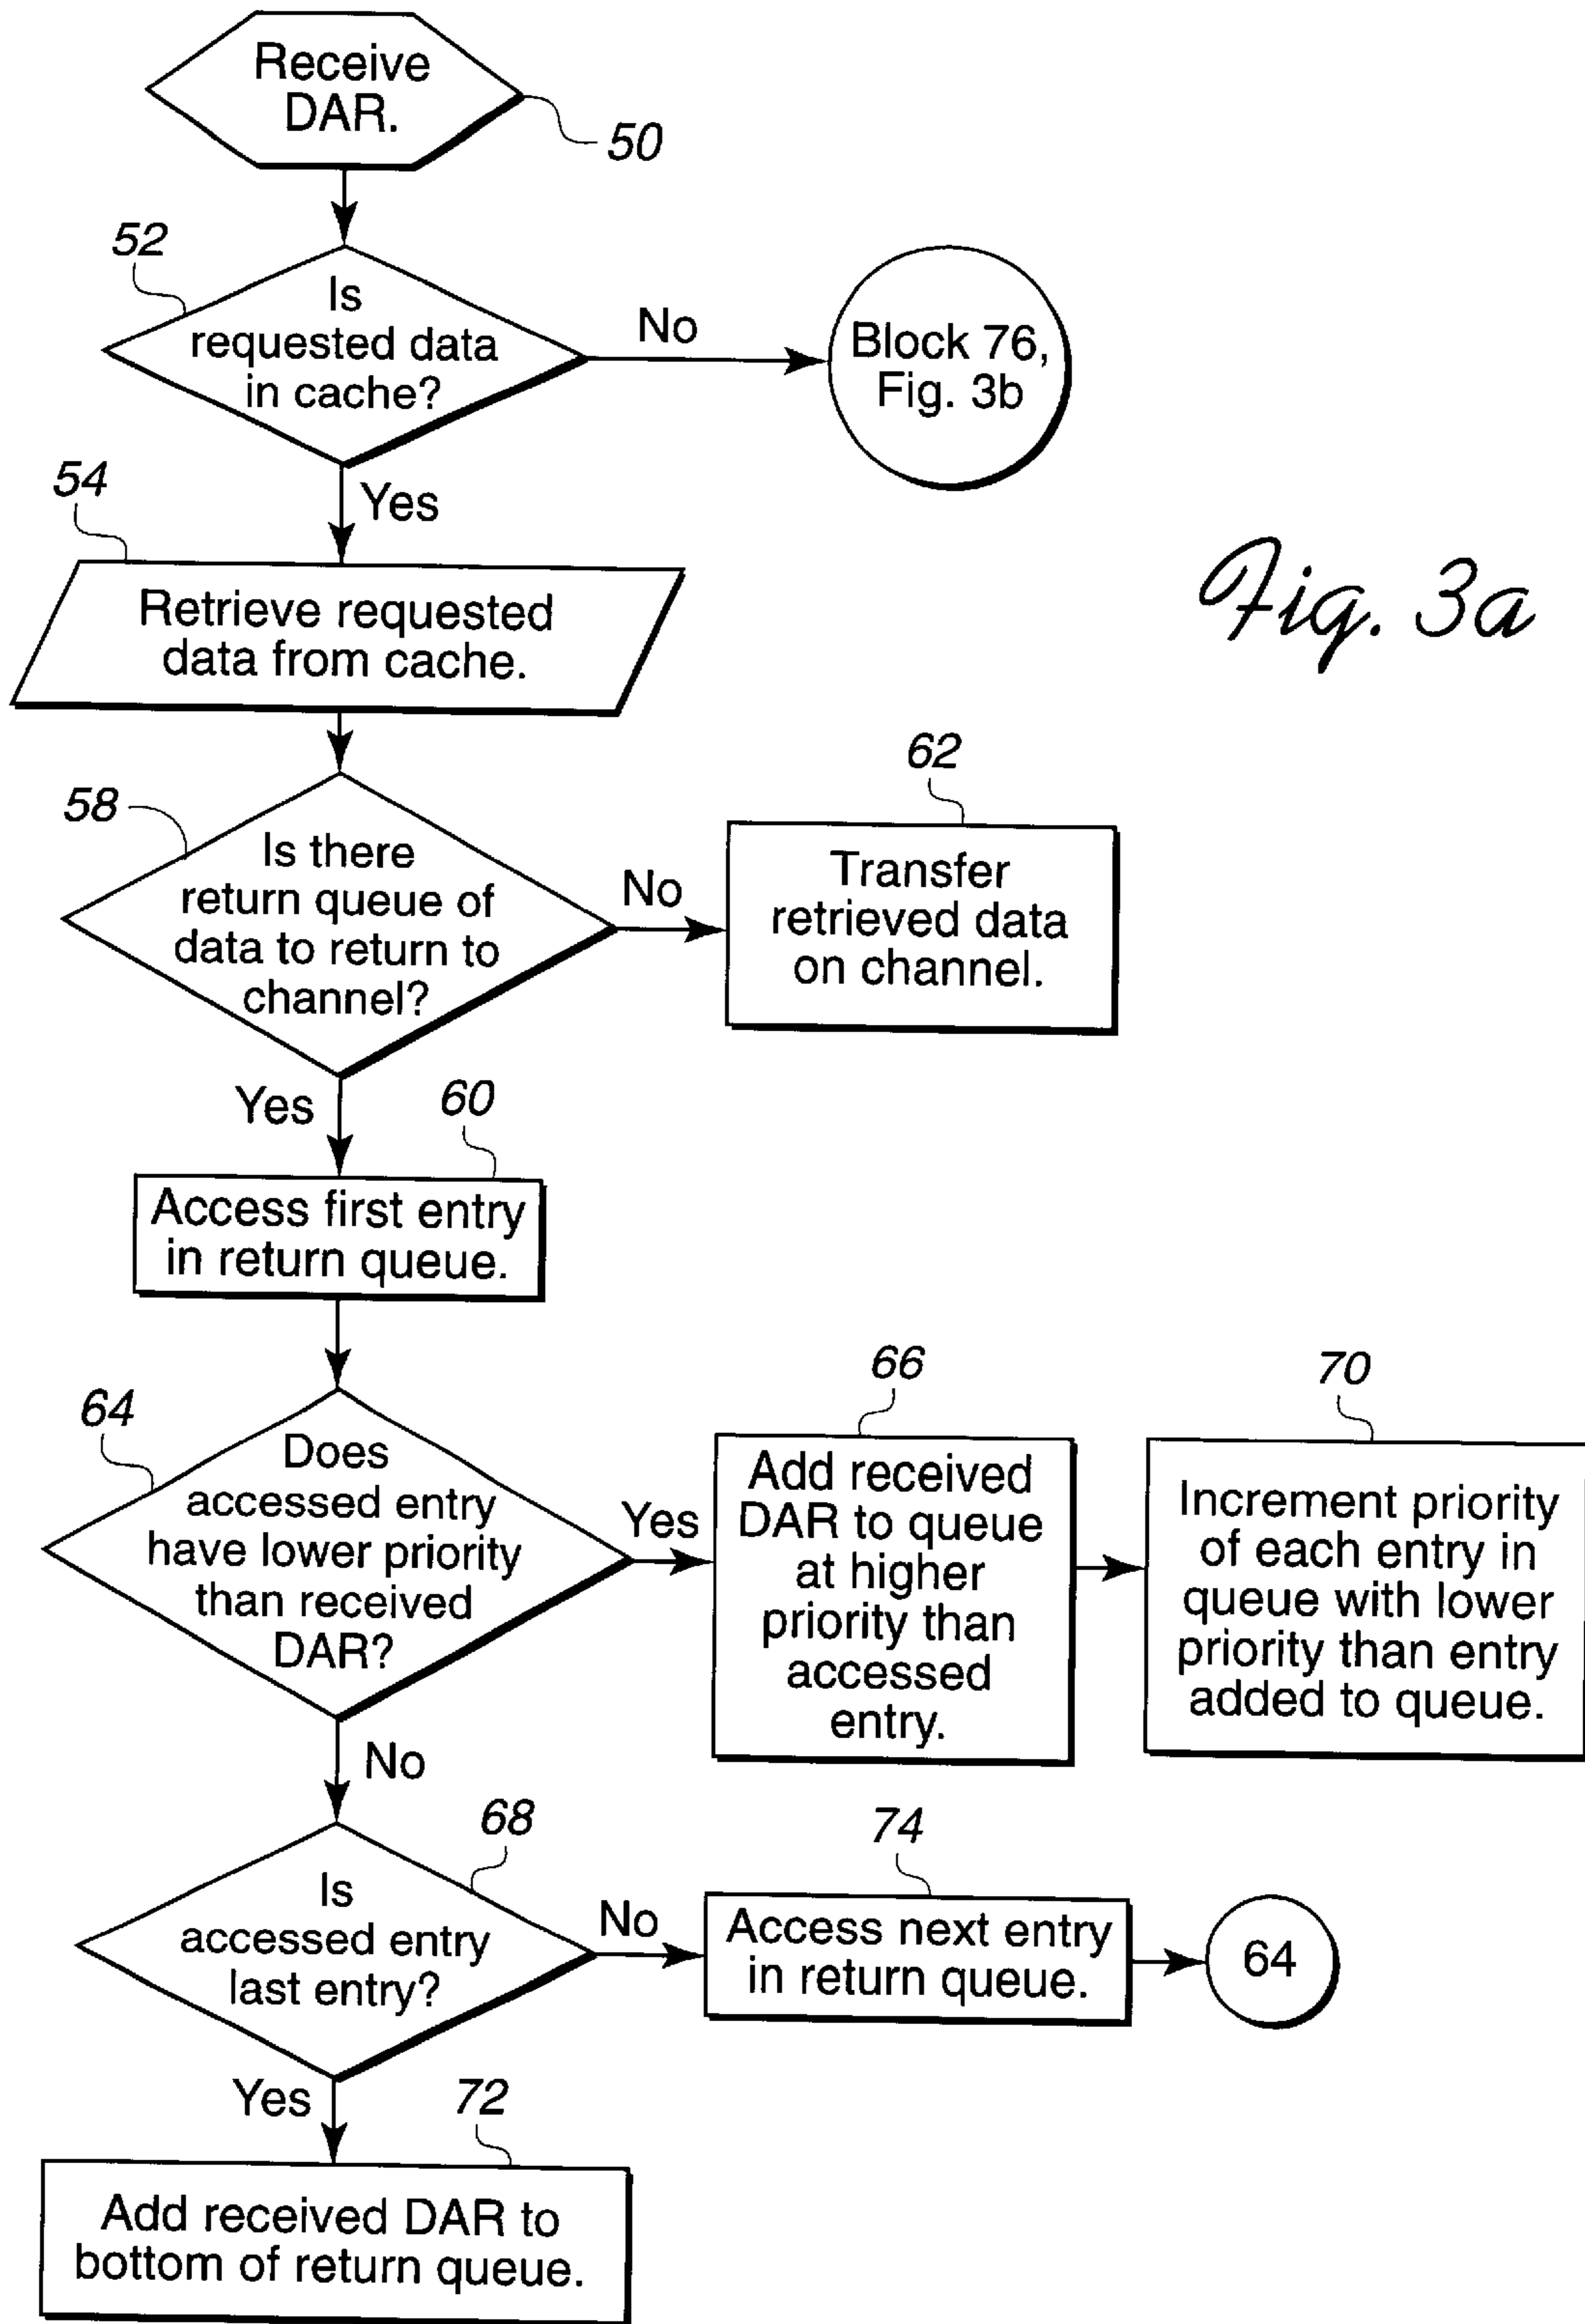 Receive
DAR.
50
52
Is
requested data
in cache?
No
Block 76,
Fig. 3b
Yes
54
Retrieve requested
data from cache.
Fig. 3a
58
Is there
return queue of
data to return to
channel?
No
62
Transfer
retrieved data
on channel.
Yes
60
Access first entry
in return queue.
64
Does
accessed entry
have lower priority
than received
DAR?
Yes
66
Add received
DAR to queue
at higher
priority than
accessed
entry.
70
Increment priority
of each entry in
queue with lower
priority than entry
added to queue.
No
68
Is
accessed entry
last entry?
No
74
Access next entry
in return queue.
64
Yes
72
Add received DAR to
bottom of return queue.